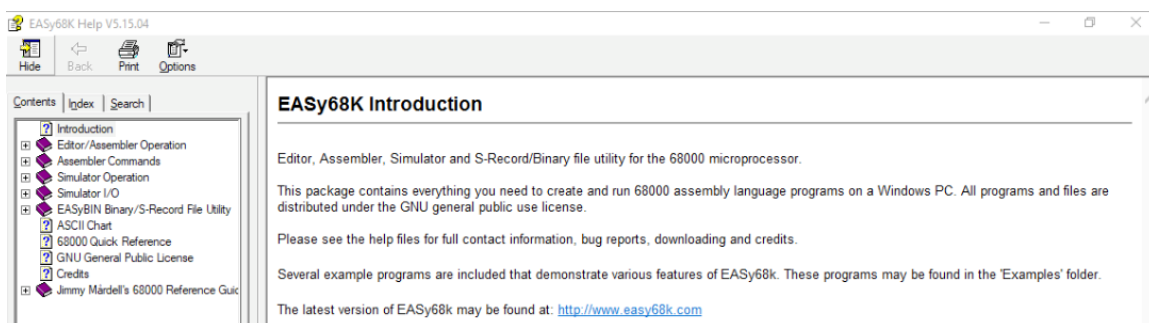 EASy68K Help V5.15.04
Hide Back Print Options
Contents Index Search
Introduction
Editor/Assembler Operation
Assembler Commands
Simulator Operation
Simulator I/O
EASyBIN Binary/S-Record File Utility
ASCII Chart
68000 Quick Reference
GNU General Public License
Credits
Jimmy Mårdell's 68000 Reference Guic
EASy68K Introduction
Editor, Assembler, Simulator and S-Record/Binary file utility for the 68000 microprocessor.
This package contains everything you need to create and run 68000 assembly language programs on a Windows PC. All programs and files are
distributed under the GNU general public use license.
Please see the help files for full contact information, bug reports, downloading and credits.
Several example programs are included that demonstrate various features of EASy68k. These programs may be found in the 'Examples' folder.
The latest version of EASy68k may be found at: http://www.easy68k.com